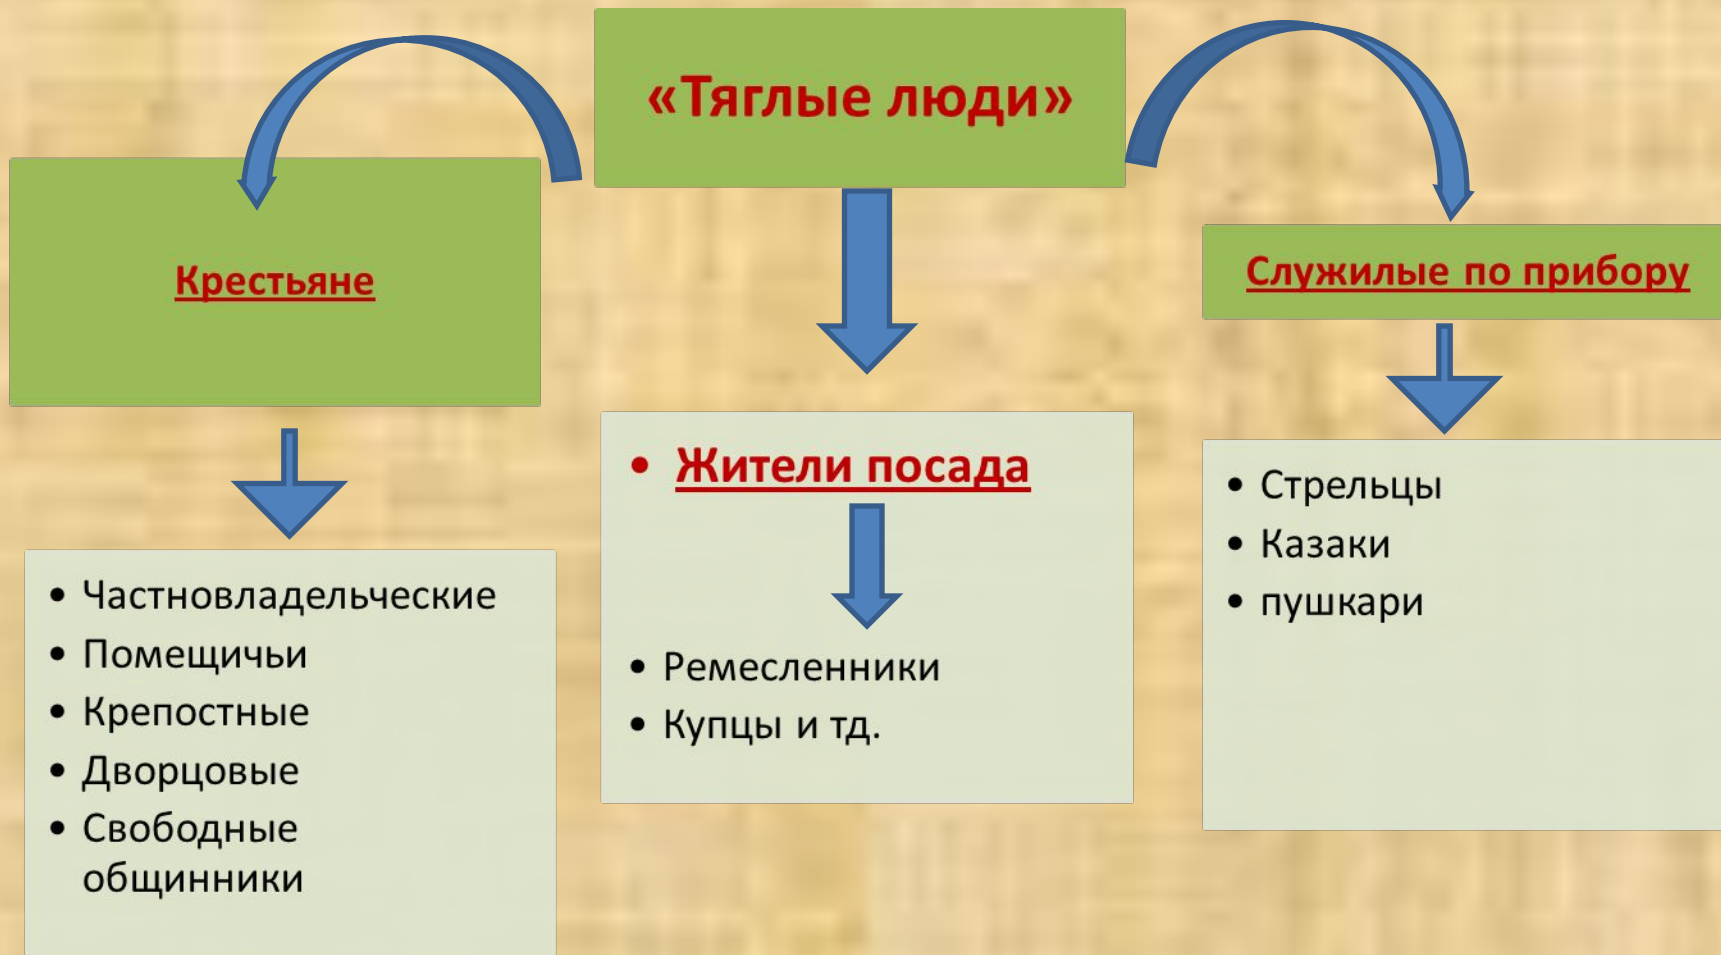 «Тяглые люди»
Крестьяне
• Частновладельческие
• Помещичьи
• Крепостные
• Дворцовые
• Свободные
общинники
• Жители посада
• Ремесленники
• Купцы и тд.
Служилые по прибору
• Стрельцы
• Казаки
• пушкари